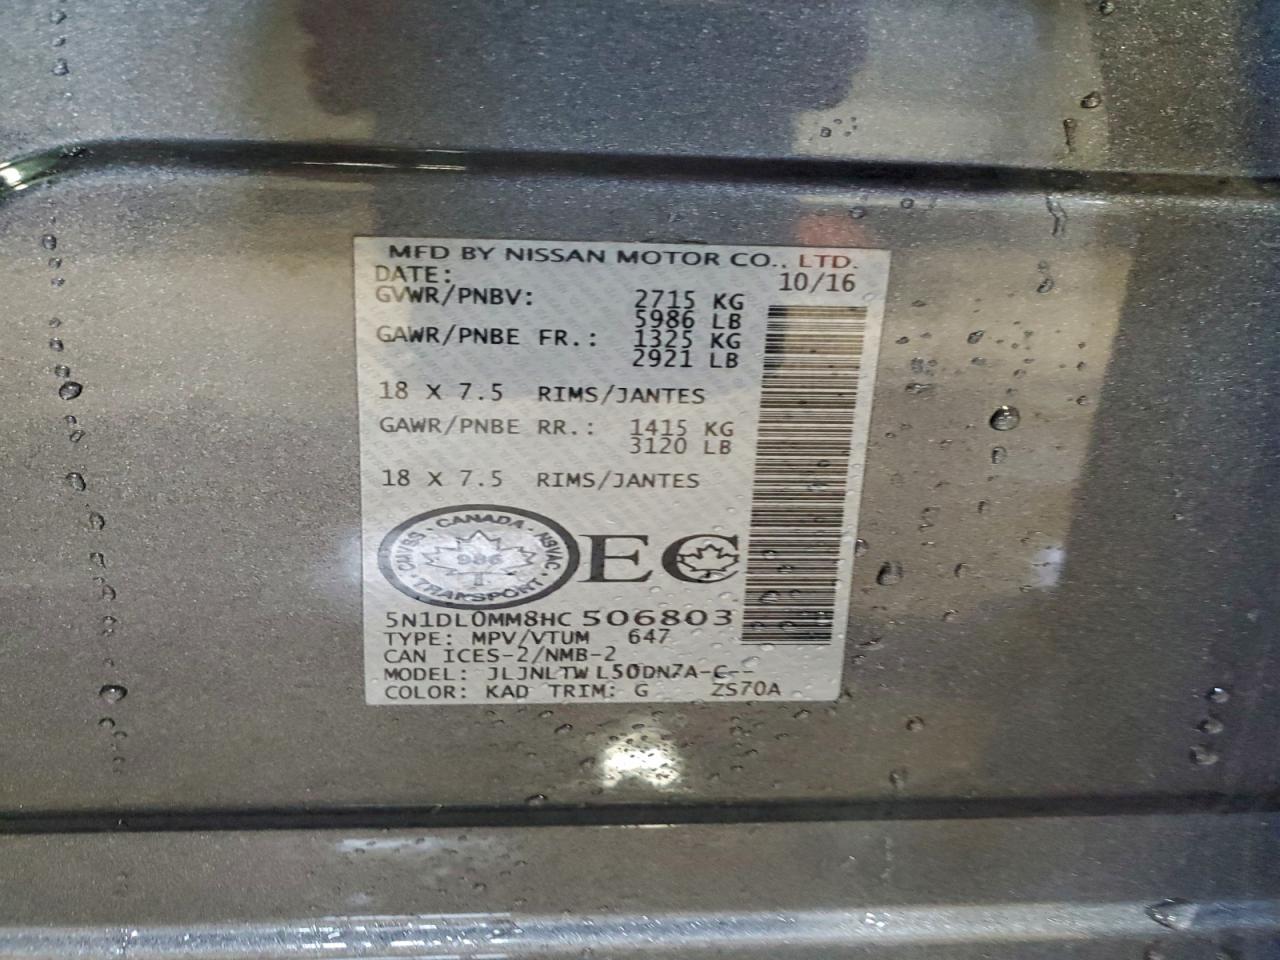 MFD BY NISSAN MOTOR CO., LTD.
DATE: 10/16
GVWR/PNBV: 2715 KG
5986 LB
GAWR/PNBE FR.: 1325 KG
2921 LB
18 X 7.5 RIMS/JANTES
GAWR/PNBE RR.: 1415 KG
3120 LB
18 X 7.5 RIMS/JANTES
CANADA
CMVSS NSVAC
986
TRANSPORT
EC
5N1DL0MM8HC506803
TYPE: MPV/VTUM 647
CAN ICES-2/NMB-2
MODEL: JLJNLTWL50DN7A-C--
COLOR: KAD TRIM: G ZS70A